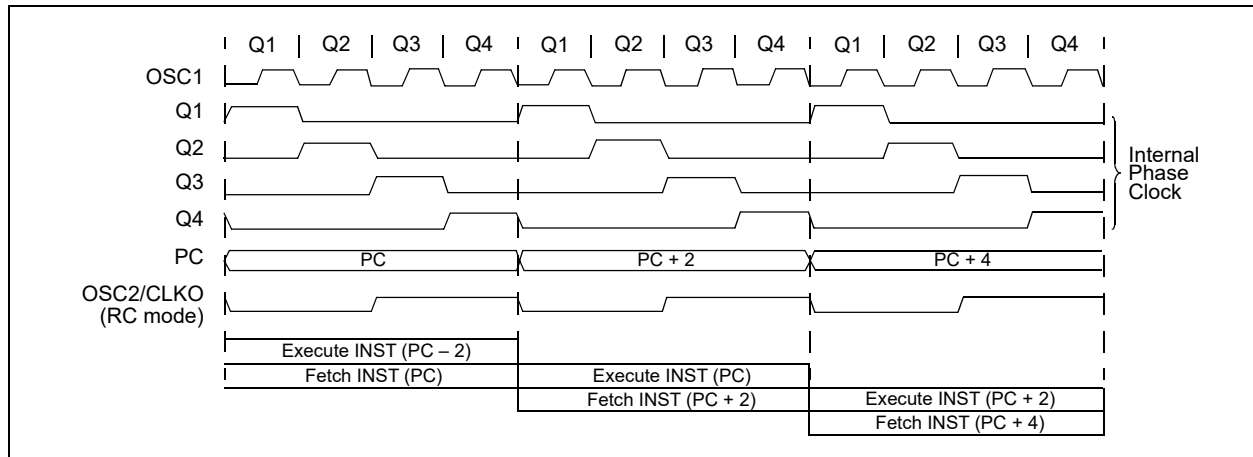 Q1 Q2 Q3 Q4 Q1 Q2 Q3 Q4 Q1 Q2 Q3 Q4
OSC1
Q1
Q2
Q3
Q4
Internal
Phase
Clock
PC PC PC + 2 PC + 4
OSC2/CLKO
(RC mode)
Execute INST (PC – 2)
Fetch INST (PC) Execute INST (PC)
Fetch INST (PC + 2) Execute INST (PC + 2)
Fetch INST (PC + 4)